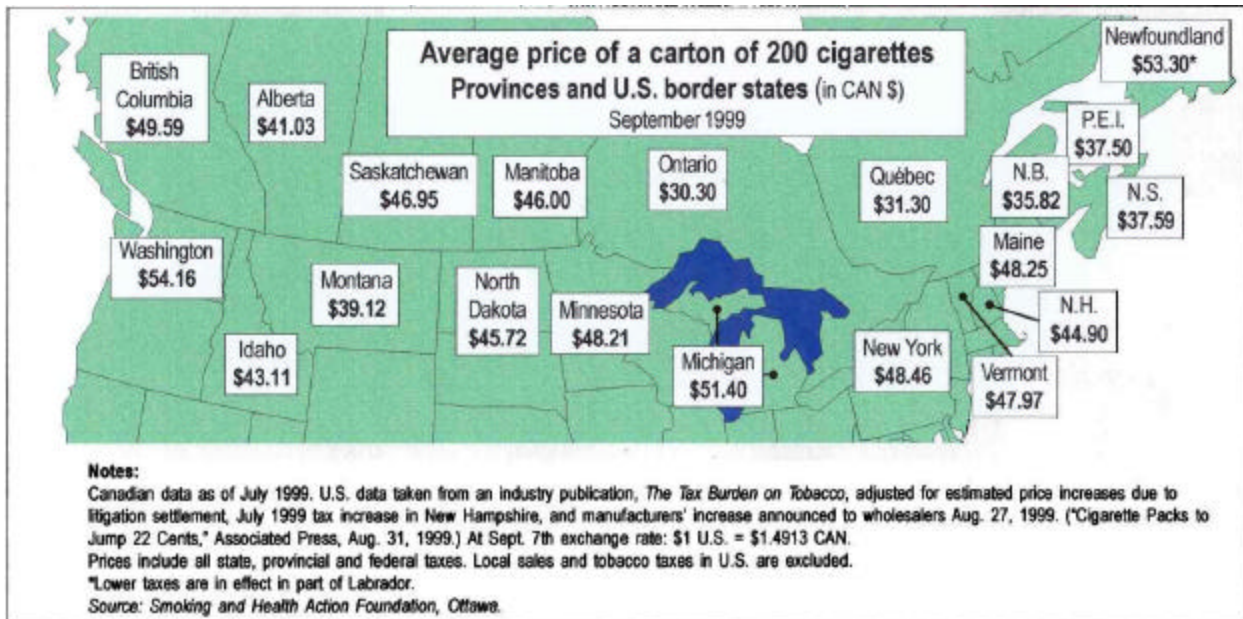 Average price of a carton of 200 cigarettes
Provinces and U.S. border states (in CAN $)
September 1999
Newfoundland
$53.30*
British
Columbia
$49.59
Alberta
$41.03
P.E.I.
$37.50
Saskatchewan
$46.95
Manitoba
$46.00
Ontario
$30.30
Québec
$31.30
N.B.
$35.82
N.S.
$37.59
Washington
$54.16
Montana
$39.12
North
Dakota
$45.72
Minnesota
$48.21
Maine
$48.25
N.H.
$44.90
Idaho
$43.11
Michigan
$51.40
New York
$48.46
Vermont
$47.97
Notes:
Canadian data as of July 1999. U.S. data taken from an industry publication, The Tax Burden on Tobacco, adjusted for estimated price increases due to
litigation settlement, July 1999 tax increase in New Hampshire, and manufacturers' increase announced to wholesalers Aug. 27, 1999. ("Cigarette Packs to
Jump 22 Cents," Associated Press, Aug. 31, 1999.) At Sept. 7th exchange rate: $1 U.S. = $1.4913 CAN.
Prices include all state, provincial and federal taxes. Local sales and tobacco taxes in U.S. are excluded.
*Lower taxes are in effect in part of Labrador.
Source: Smoking and Health Action Foundation, Ottawa.